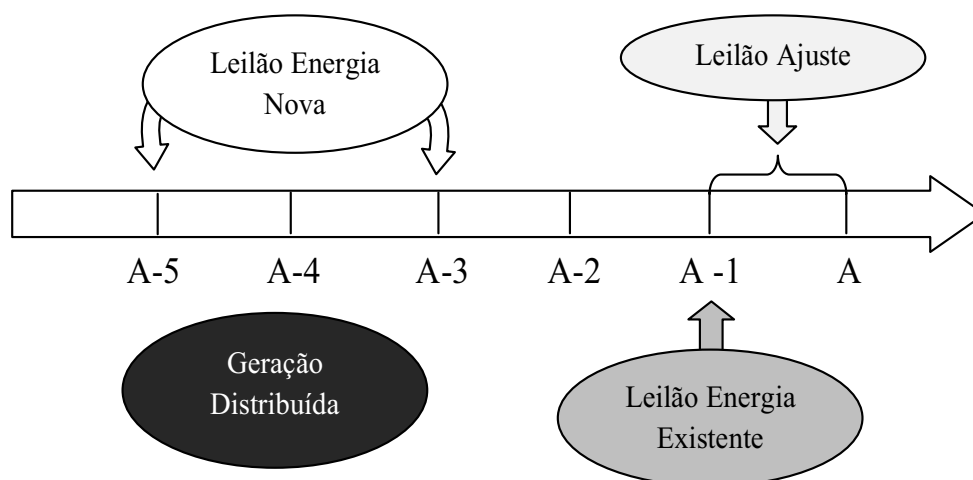 Leilão Energia
Nova
Leilão Ajuste
A-5
A-4
A-3
A-2
A -1
A
Geração
Distribuída
Leilão Energia
Existente